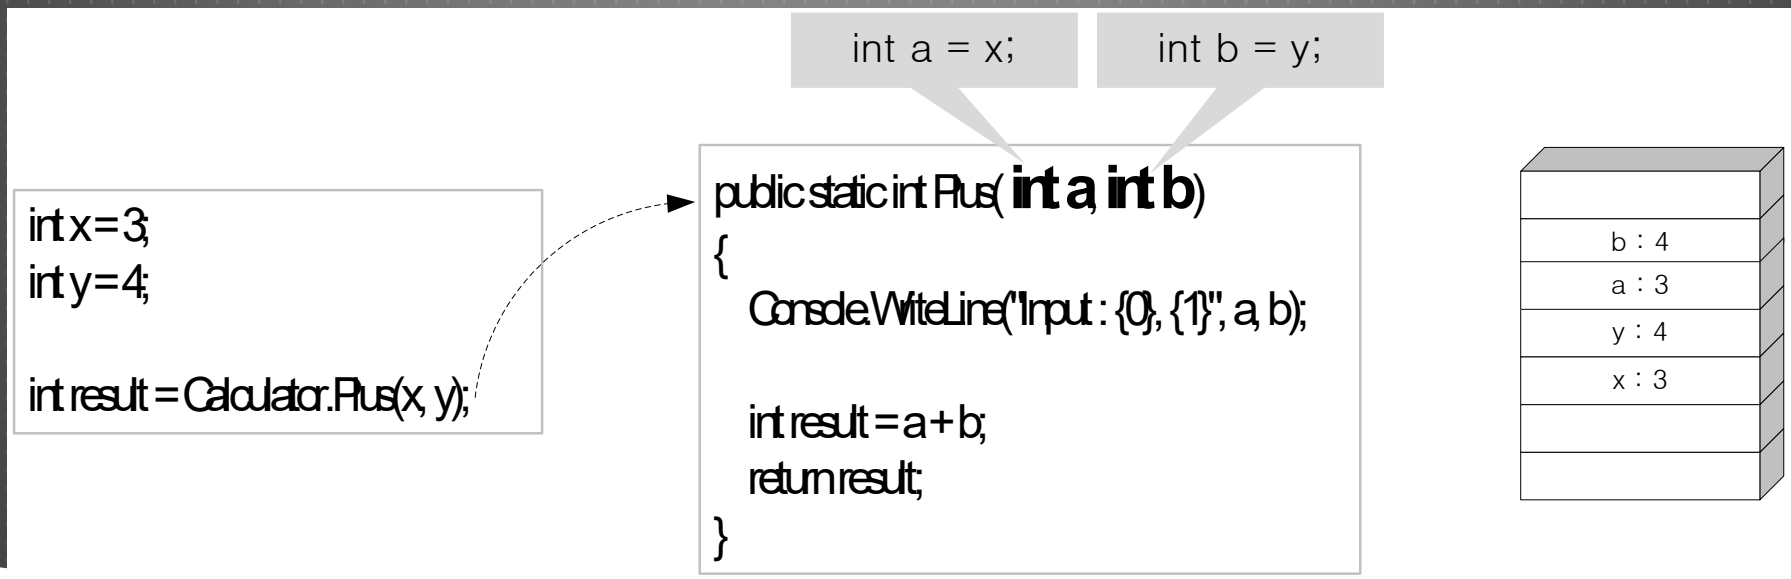 int a = x;
int b = y;
int x = 3;
int y = 4;
int result = Calculator.Plus(x, y);
public static int Plus( int a, int b)
{
Console.WriteLine("Input : {0}, {1}", a, b);
int result = a + b;
return result;
}
b : 4
a : 3
y : 4
x : 3